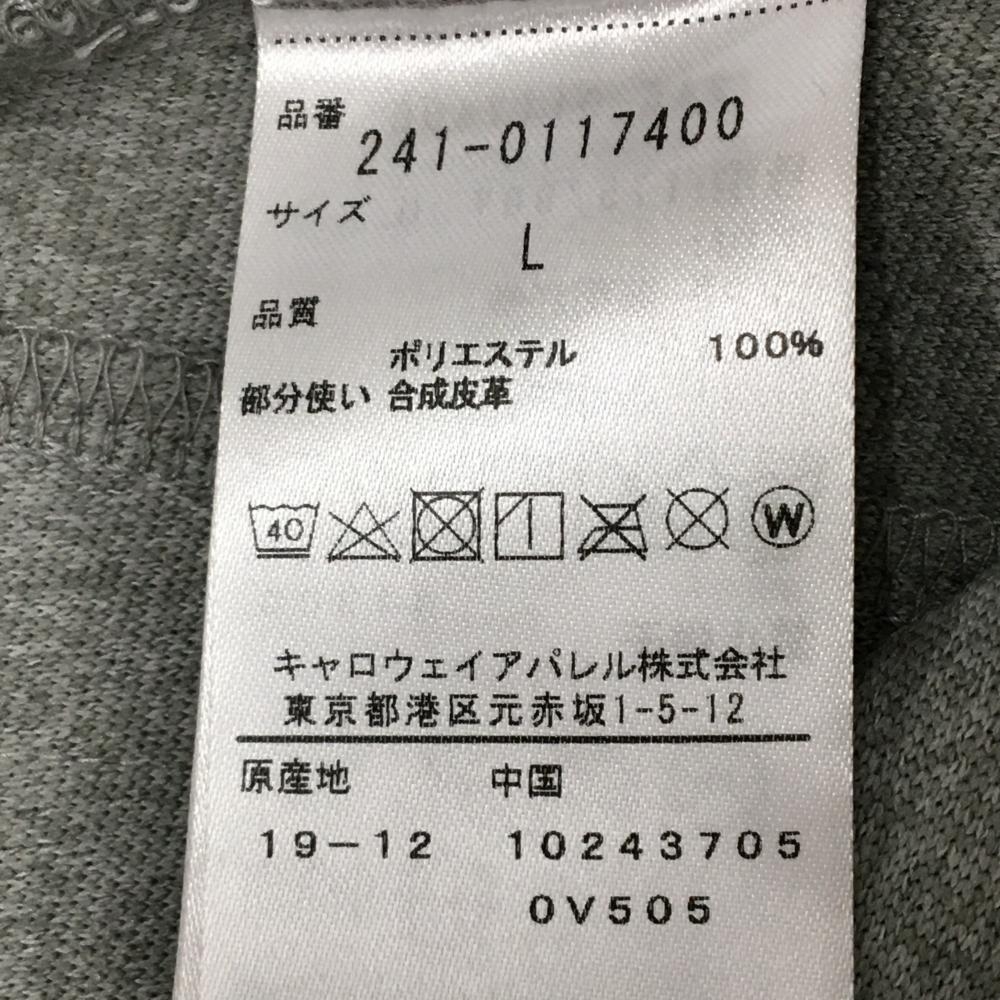 品番
241-0117400
サイズ
L
品質
ポリエステル 100%
部分使い 合成皮革
40
W
キャロウェイアパレル株式会社
東京都港区元赤坂1-5-12
原産地 中国
19-12 10243705
0V505